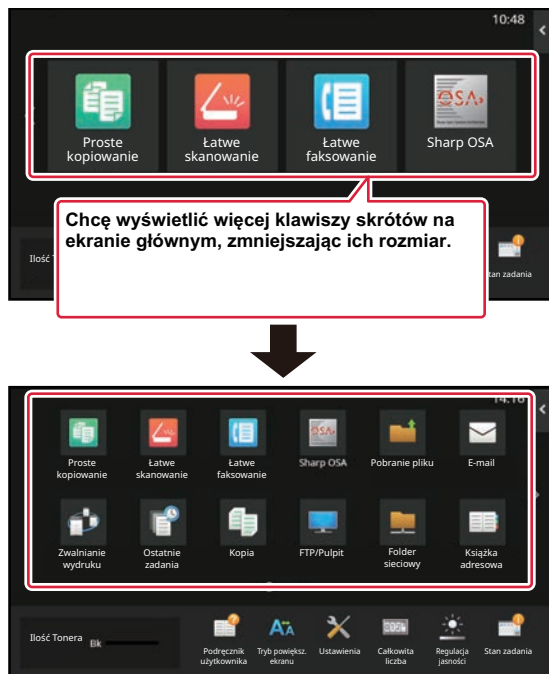 10:48
Proste
kopiowanie
Łatwe
skanowanie
Łatwe
faksowanie
Sharp OSA
Chcę wyświetlić więcej klawiszy skrótów na
ekranie głównym, zmniejszając ich rozmiar.
Ilość
tan zadania
14:16
Proste
kopiowanie
Łatwe
skanowanie
Łatwe
faksowanie
Sharp OSA
Pobranie pliku
E-mail
Zwalnianie
wydruku
Ostatnie
zadania
Kopia
FTP/Pulpit
Folder
sieciowy
Książka
adresowa
Ilość Tonera
Bk
Podręcznik
użytkownika
Tryb powiększ.
ekranu
Ustawienia
Całkowita
liczba
Regulacja
jasności
Stan zadania